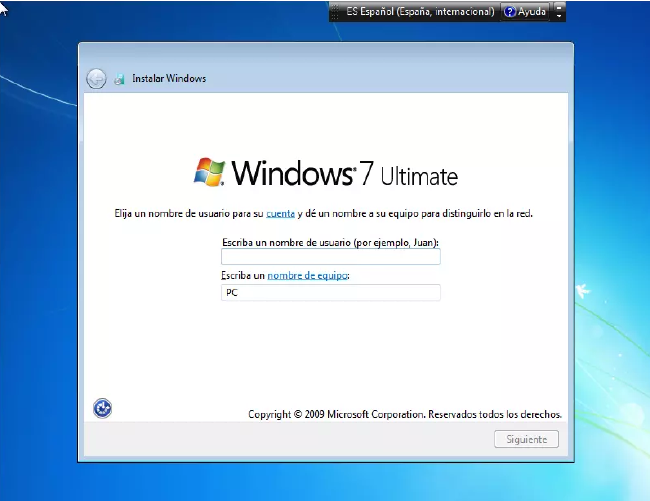 ES Español (España, internacional) ? Ayuda
Instalar Windows
Windows 7 Ultimate
Elija un nombre de usuario para su cuenta y dé un nombre a su equipo para distinguirlo en la red.
Escriba un nombre de usuario (por ejemplo, Juan):
Escriba un nombre de equipo:
PC
Copyright © 2009 Microsoft Corporation. Reservados todos los derechos.
Siguiente